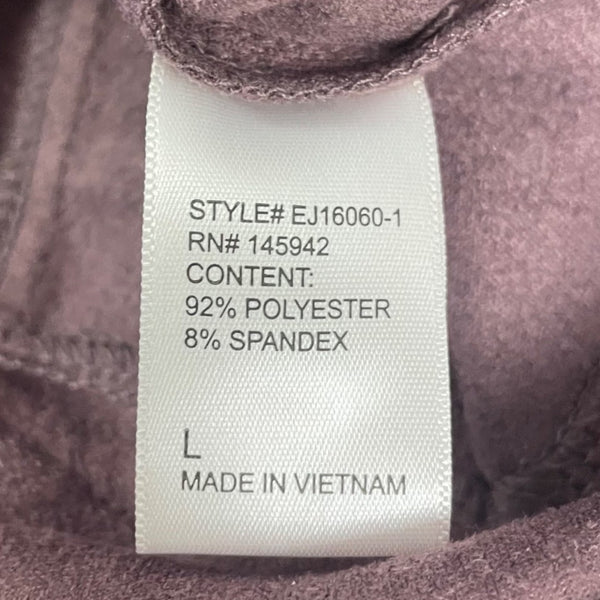 STYLE# EJ16060-1
RN# 145942
CONTENT:
92% POLYESTER
8% SPANDEX
L
MADE IN VIETNAM